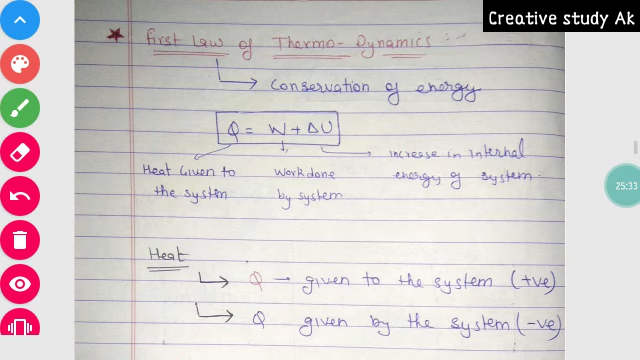 Creative study Ak
★ First Law of Thermo-Dynamics :-
↳ Conservation of energy
Q = W + ΔU
→ increase in internal energy of system.
Heat Given to the system
Workdone by system
25:33
Heat
↳ Q → given to the system (+ve)
↳ Q given by the system (-ve)